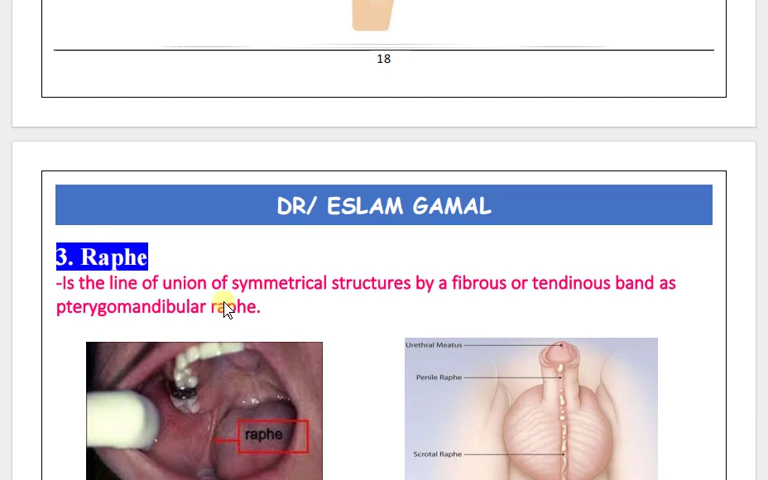 18
DR/ ESLAM GAMAL
3. Raphe
-Is the line of union of symmetrical structures by a fibrous or tendinous band as
pterygomandibular raphe.
raphe
Urethral Meatus
Penile Raphe
Scrotal Raphe